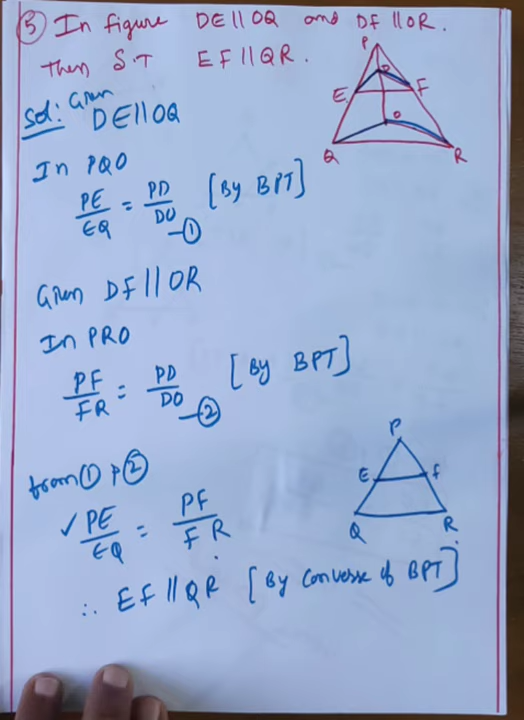 5 In figure DE||OQ and DF||OR.
Then S.T EF||QR.
P
D
E F
O
Q R
Sol: Given
DE||OQ
In PQO
PE/EQ = PD/DO [By BPT]
—①
Given DF||OR
In PRO
PF/FR = PD/DO [By BPT]
—②
from ① & ②
✓ PE/EQ = PF/FR
P
E F
Q R
∴ EF||QR [By Converse of BPT]